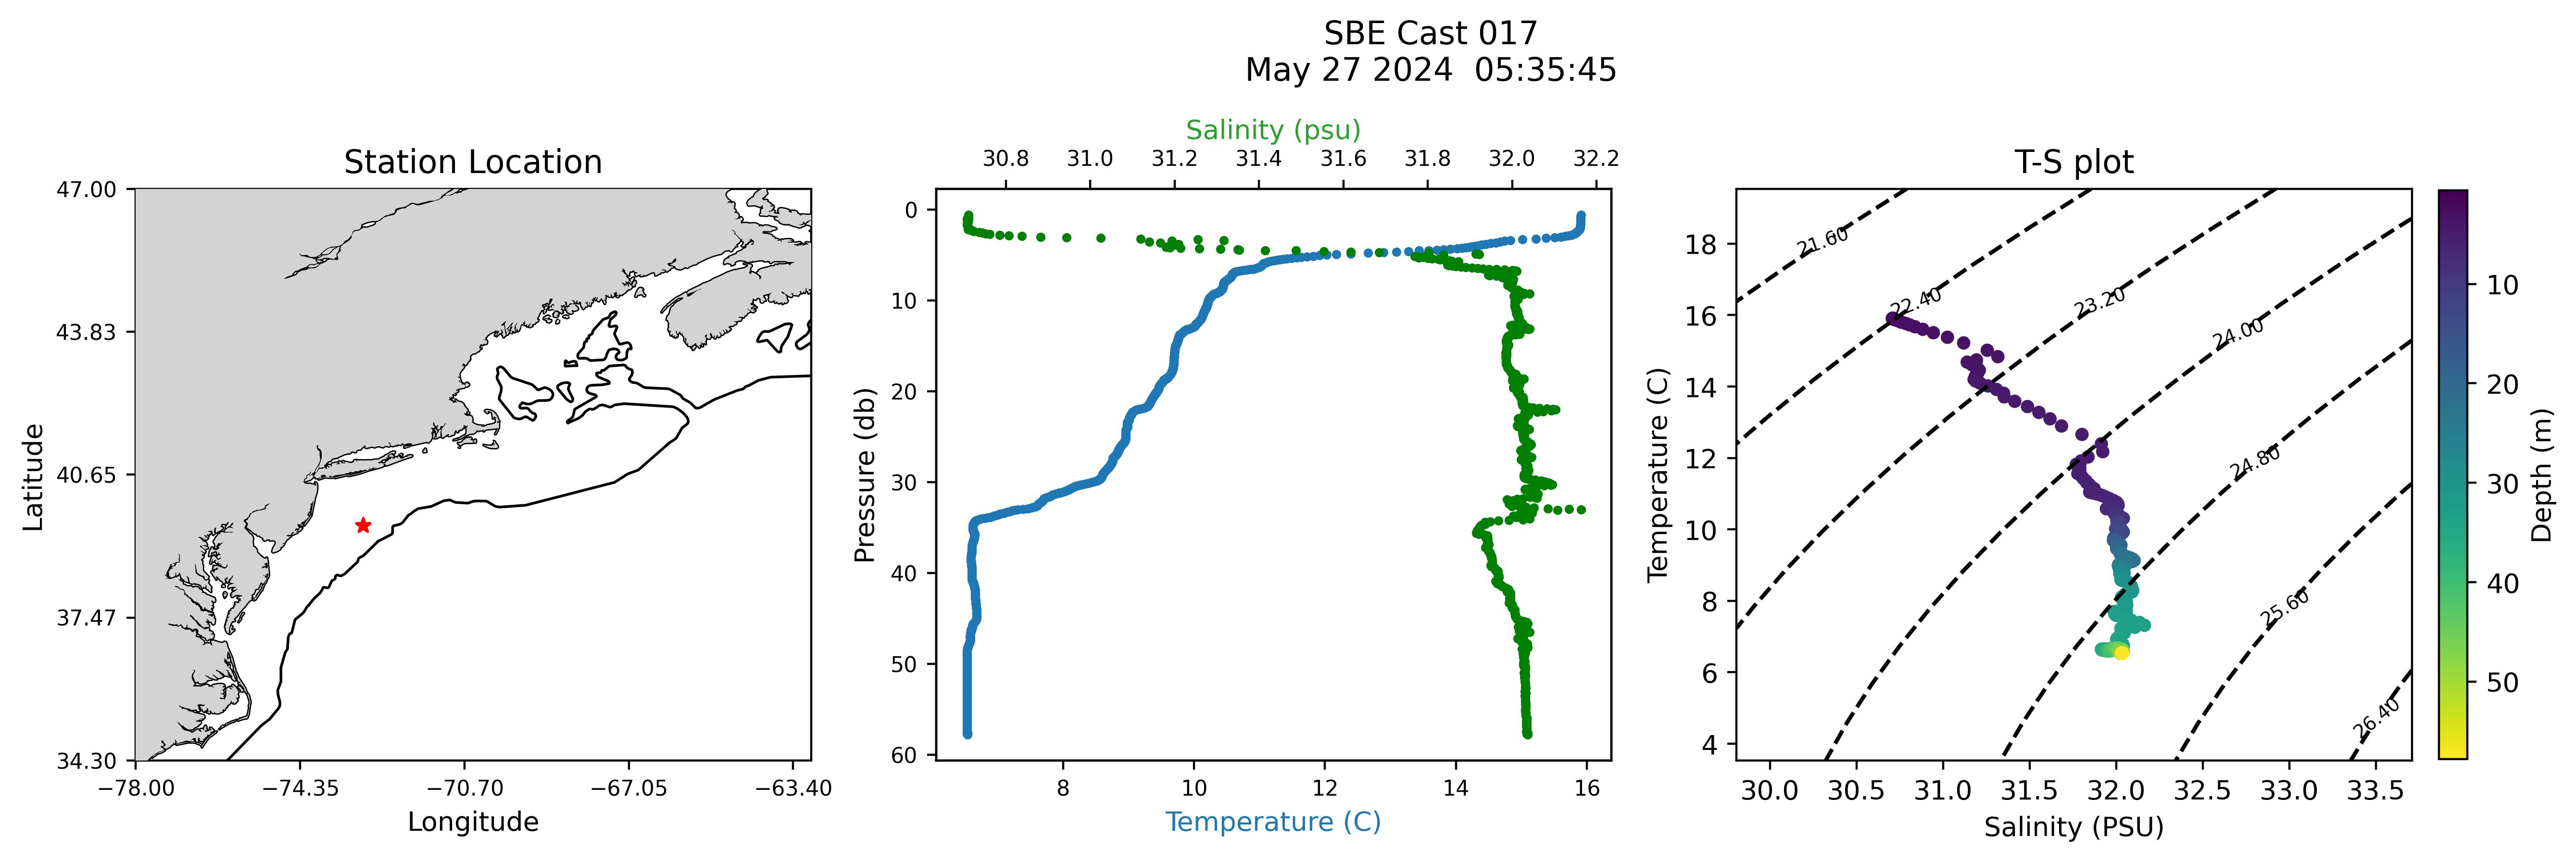 SBE Cast 017
May 27 2024  05:35:45
Station Location
47.00
43.83
40.65
37.47
34.30
Latitude
−78.00 −74.35 −70.70 −67.05 −63.40
Longitude
Salinity (psu)
30.8 31.0 31.2 31.4 31.6 31.8 32.0 32.2
0
10
20
30
40
50
60
Pressure (db)
8 10 12 14 16
Temperature (C)
T-S plot
18
16
14
12
10
8
6
4
Temperature (C)
21.60
22.40
23.20
24.00
24.80
25.60
26.40
30.0 30.5 31.0 31.5 32.0 32.5 33.0 33.5
Salinity (PSU)
10
20
30
40
50
Depth (m)